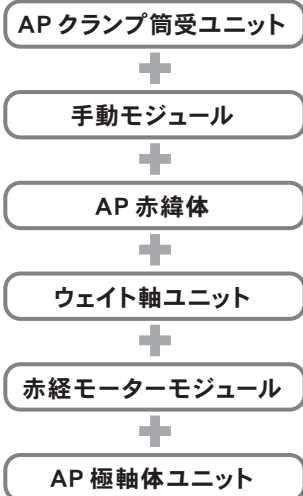 AP クランプ筒受ユニット
手動モジュール
AP 赤緯体
ウェイト軸ユニット
赤経モーターモジュール
AP 極軸体ユニット